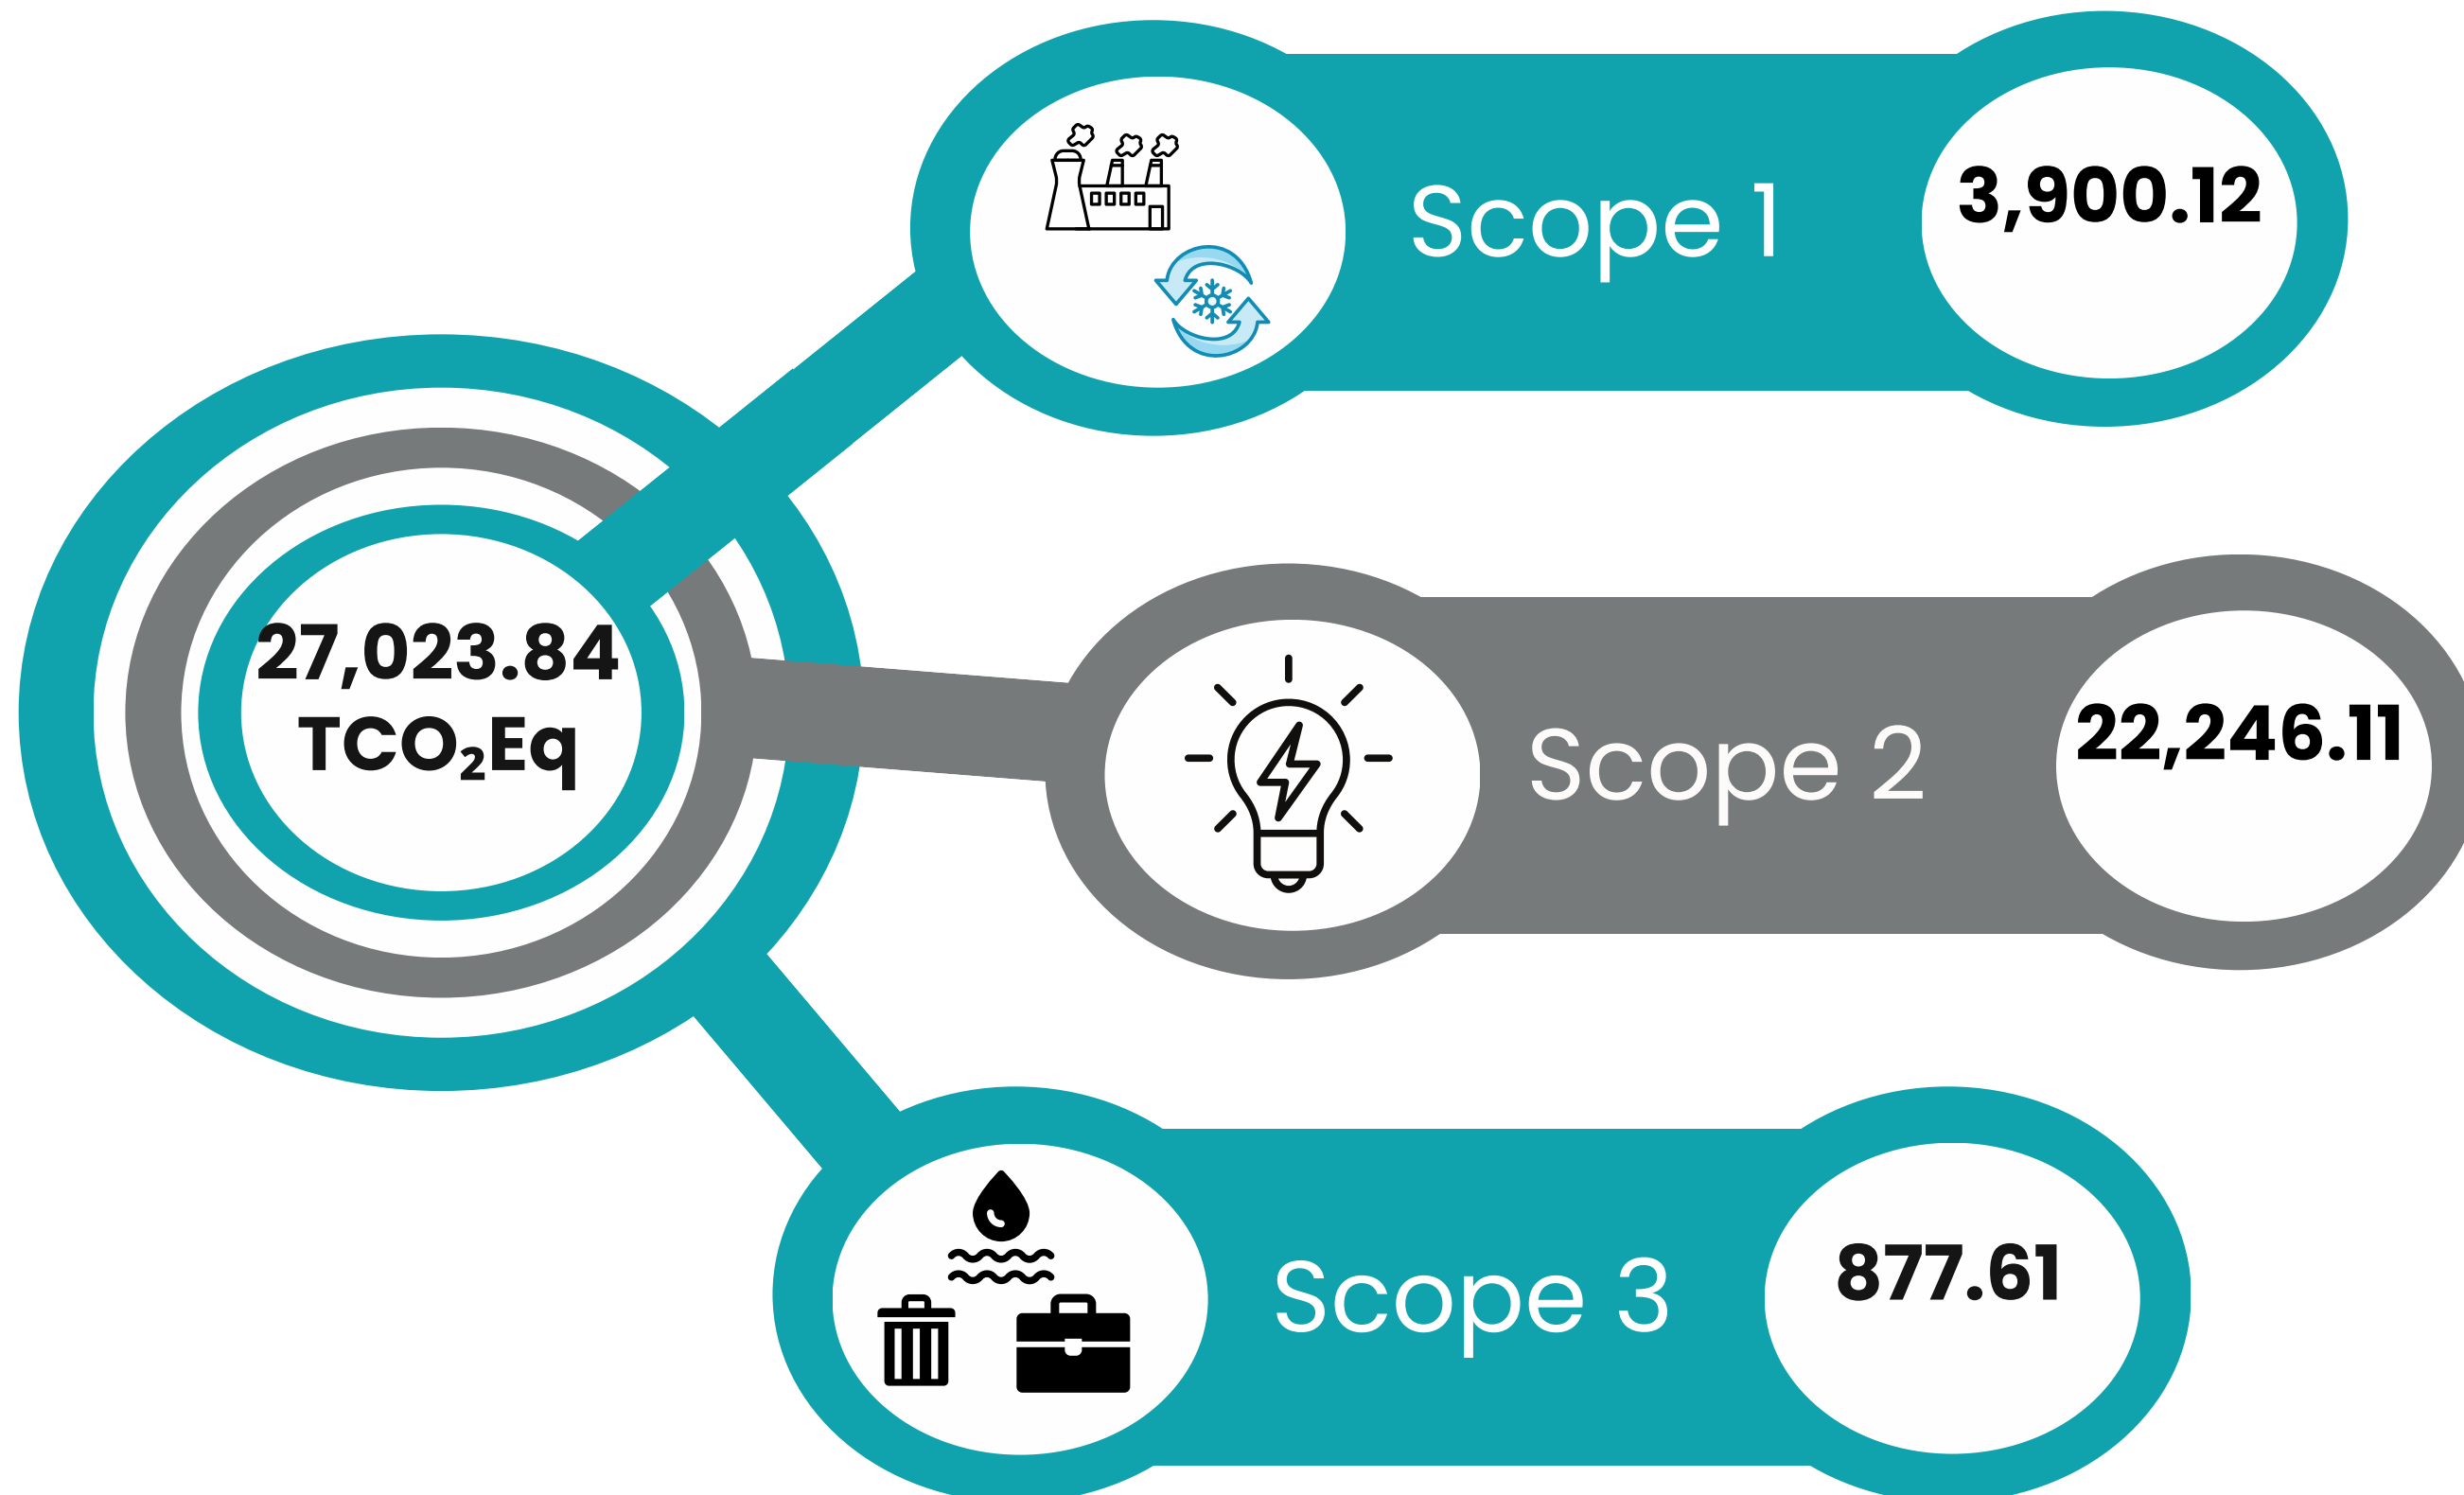 Scope 1
3,900.12
27,023.84
TCO₂Eq
Scope 2
22,246.11
Scope 3
877.61